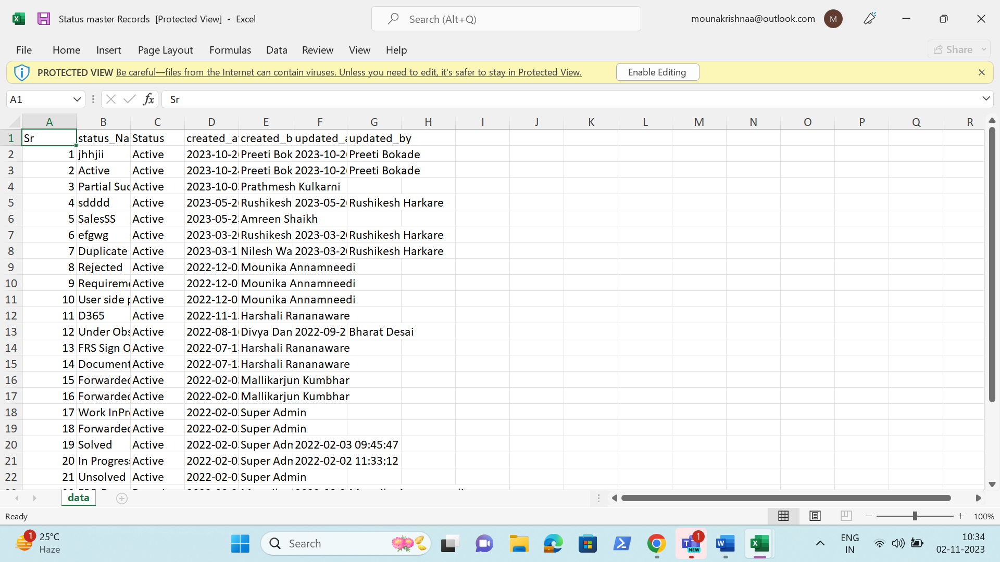 Status master Records [Protected View] - Excel
Search (Alt+Q)
mounakrishnaa@outlook.com
M
File Home Insert Page Layout Formulas Data Review View Help
Share
PROTECTED VIEW Be careful—files from the Internet can contain viruses. Unless you need to edit, it's safer to stay in Protected View.
Enable Editing
A1 fx Sr
A B C D E F G H I J K L M N O P Q R
1 Sr status_Na Status created_a created_b updated_a updated_by
2 1 jhhjii Active 2023-10-2 Preeti Bok 2023-10-2 Preeti Bokade
3 2 Active Active 2023-10-2 Preeti Bok 2023-10-2 Preeti Bokade
4 3 Partial Suc Active 2023-10-0 Prathmesh Kulkarni
5 4 sdddd Active 2023-05-2 Rushikesh 2023-05-2 Rushikesh Harkare
6 5 SalesSS Active 2023-05-2 Amreen Shaikh
7 6 efgwg Active 2023-03-2 Rushikesh 2023-03-2 Rushikesh Harkare
8 7 Duplicate Active 2023-03-1 Nilesh Wa 2023-03-2 Rushikesh Harkare
9 8 Rejected Active 2022-12-0 Mounika Annamneedi
10 9 Requireme Active 2022-12-0 Mounika Annamneedi
11 10 User side p Active 2022-12-0 Mounika Annamneedi
12 11 D365 Active 2022-11-1 Harshali Rananaware
13 12 Under Obs Active 2022-08-1 Divya Dan 2022-09-2 Bharat Desai
14 13 FRS Sign O Active 2022-07-1 Harshali Rananaware
15 14 Document Active 2022-07-1 Harshali Rananaware
16 15 Forwarded Active 2022-02-0 Mallikarjun Kumbhar
17 16 Forwarded Active 2022-02-0 Mallikarjun Kumbhar
18 17 Work InPr Active 2022-02-0 Super Admin
19 18 Forwarded Active 2022-02-0 Super Admin
20 19 Solved Active 2022-02-0 Super Adm 2022-02-03 09:45:47
21 20 In Progress Active 2022-02-0 Super Adm 2022-02-02 11:33:12
22 21 Unsolved Active 2022-02-0 Super Admin
data
Ready
100%
1
25°C
Haze
Search
1
NEW
ENG
IN
10:34
02-11-2023